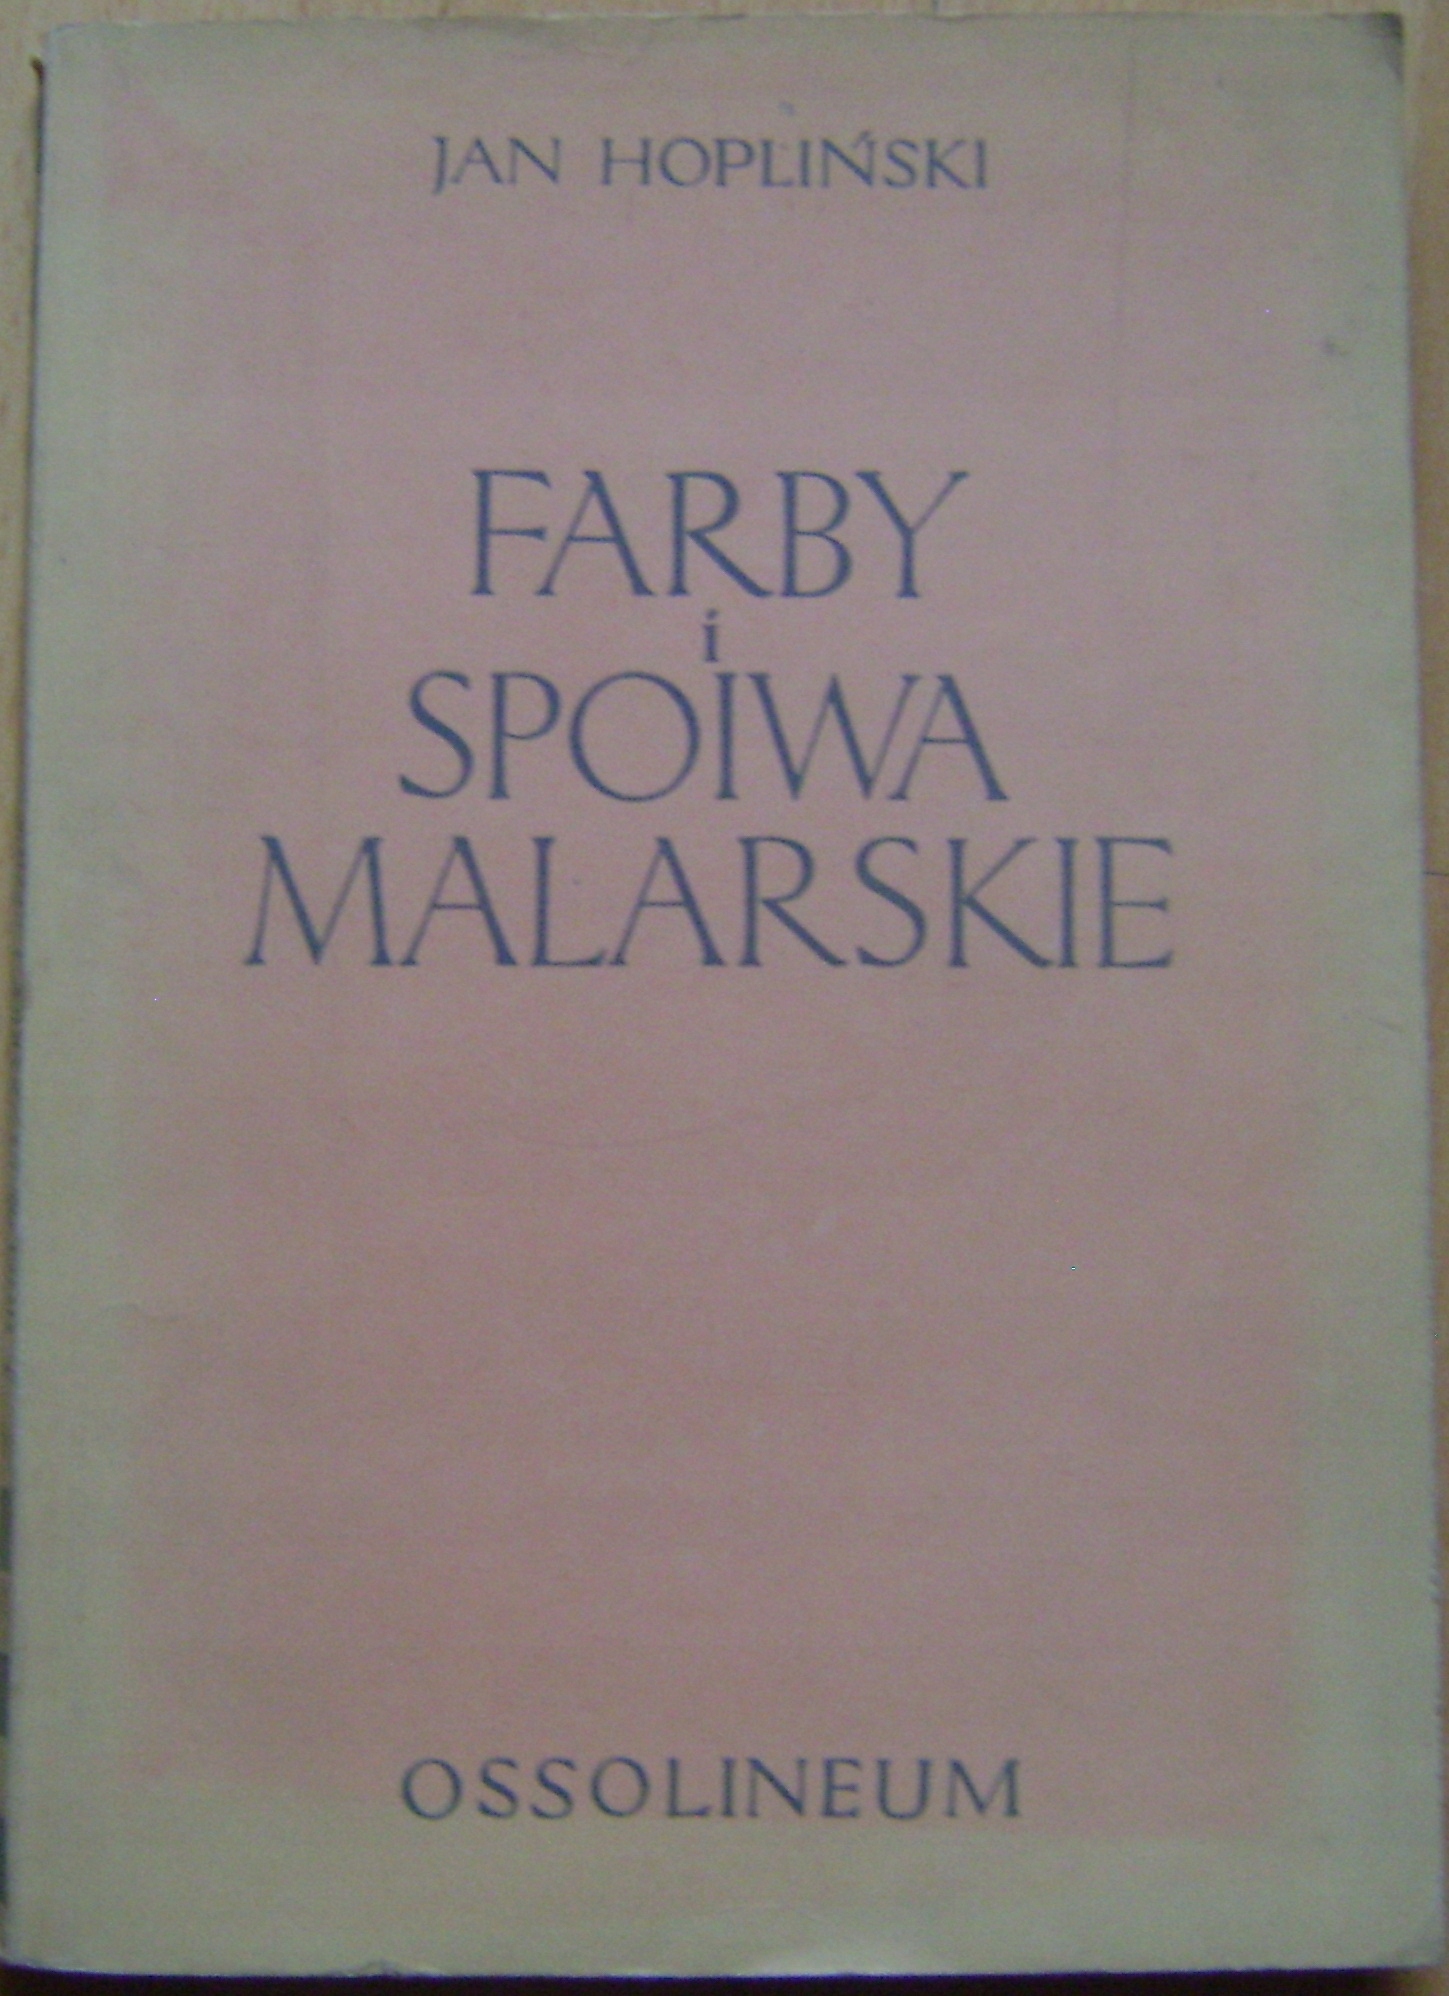 JAN HOPLIŃSKI
FARBY
i
SPOIWA
MALARSKIE
OSSOLINEUM